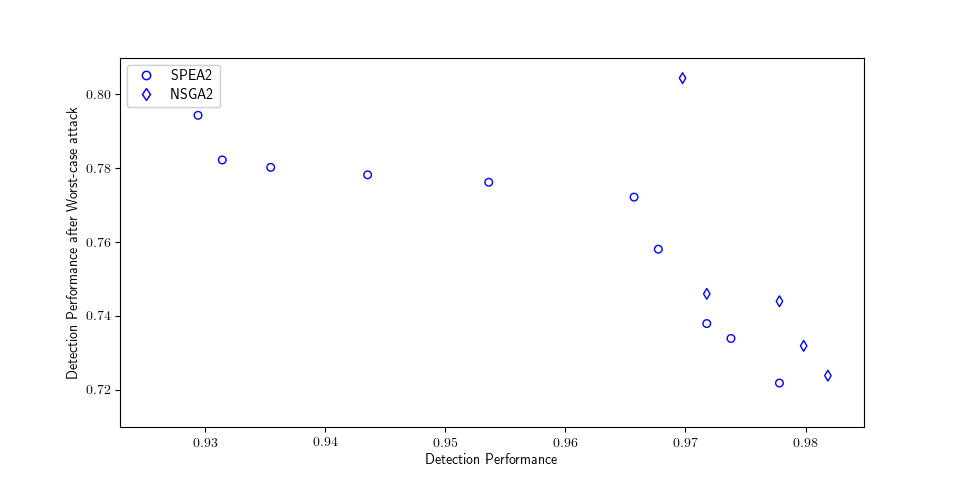 SPEA2
NSGA2
0.80
0.78
0.76
0.74
0.72
Detection Performance after Worst-case attack
0.93
0.94
0.95
0.96
0.97
0.98
Detection Performance